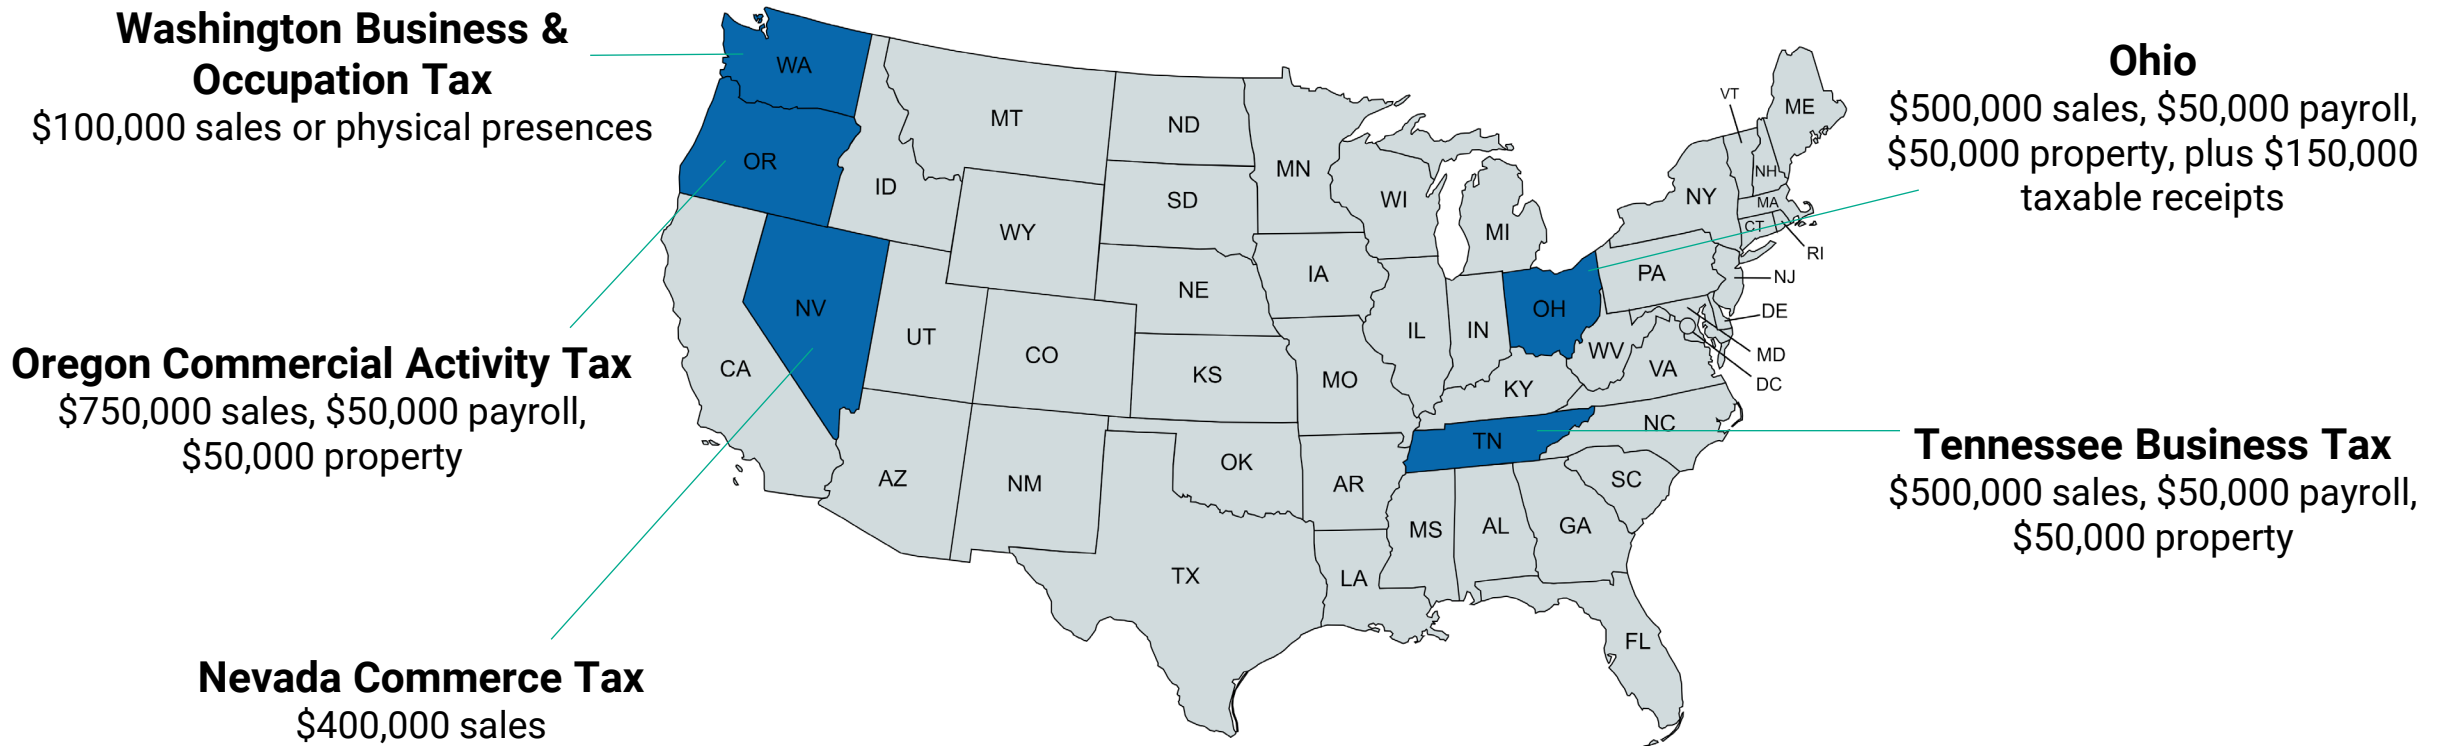 Washington Business &
Occupation Tax
$100,000 sales or physical presences
Oregon Commercial Activity Tax
$750,000 sales, $50,000 payroll,
$50,000 property
Nevada Commerce Tax
$400,000 sales
Ohio
$500,000 sales, $50,000 payroll,
$50,000 property, plus $150,000
taxable receipts
Tennessee Business Tax
$500,000 sales, $50,000 payroll,
$50,000 property
WA
OR
ID
MT
ND
SD
MN
WI
MI
WY
NE
IA
IL
IN
OH
PA
NY
VT
NH
ME
MA
CT
RI
NJ
DE
MD
DC
NV
UT
CO
KS
MO
KY
WV
VA
CA
AZ
NM
OK
AR
TN
NC
SC
MS
AL
GA
TX
LA
FL